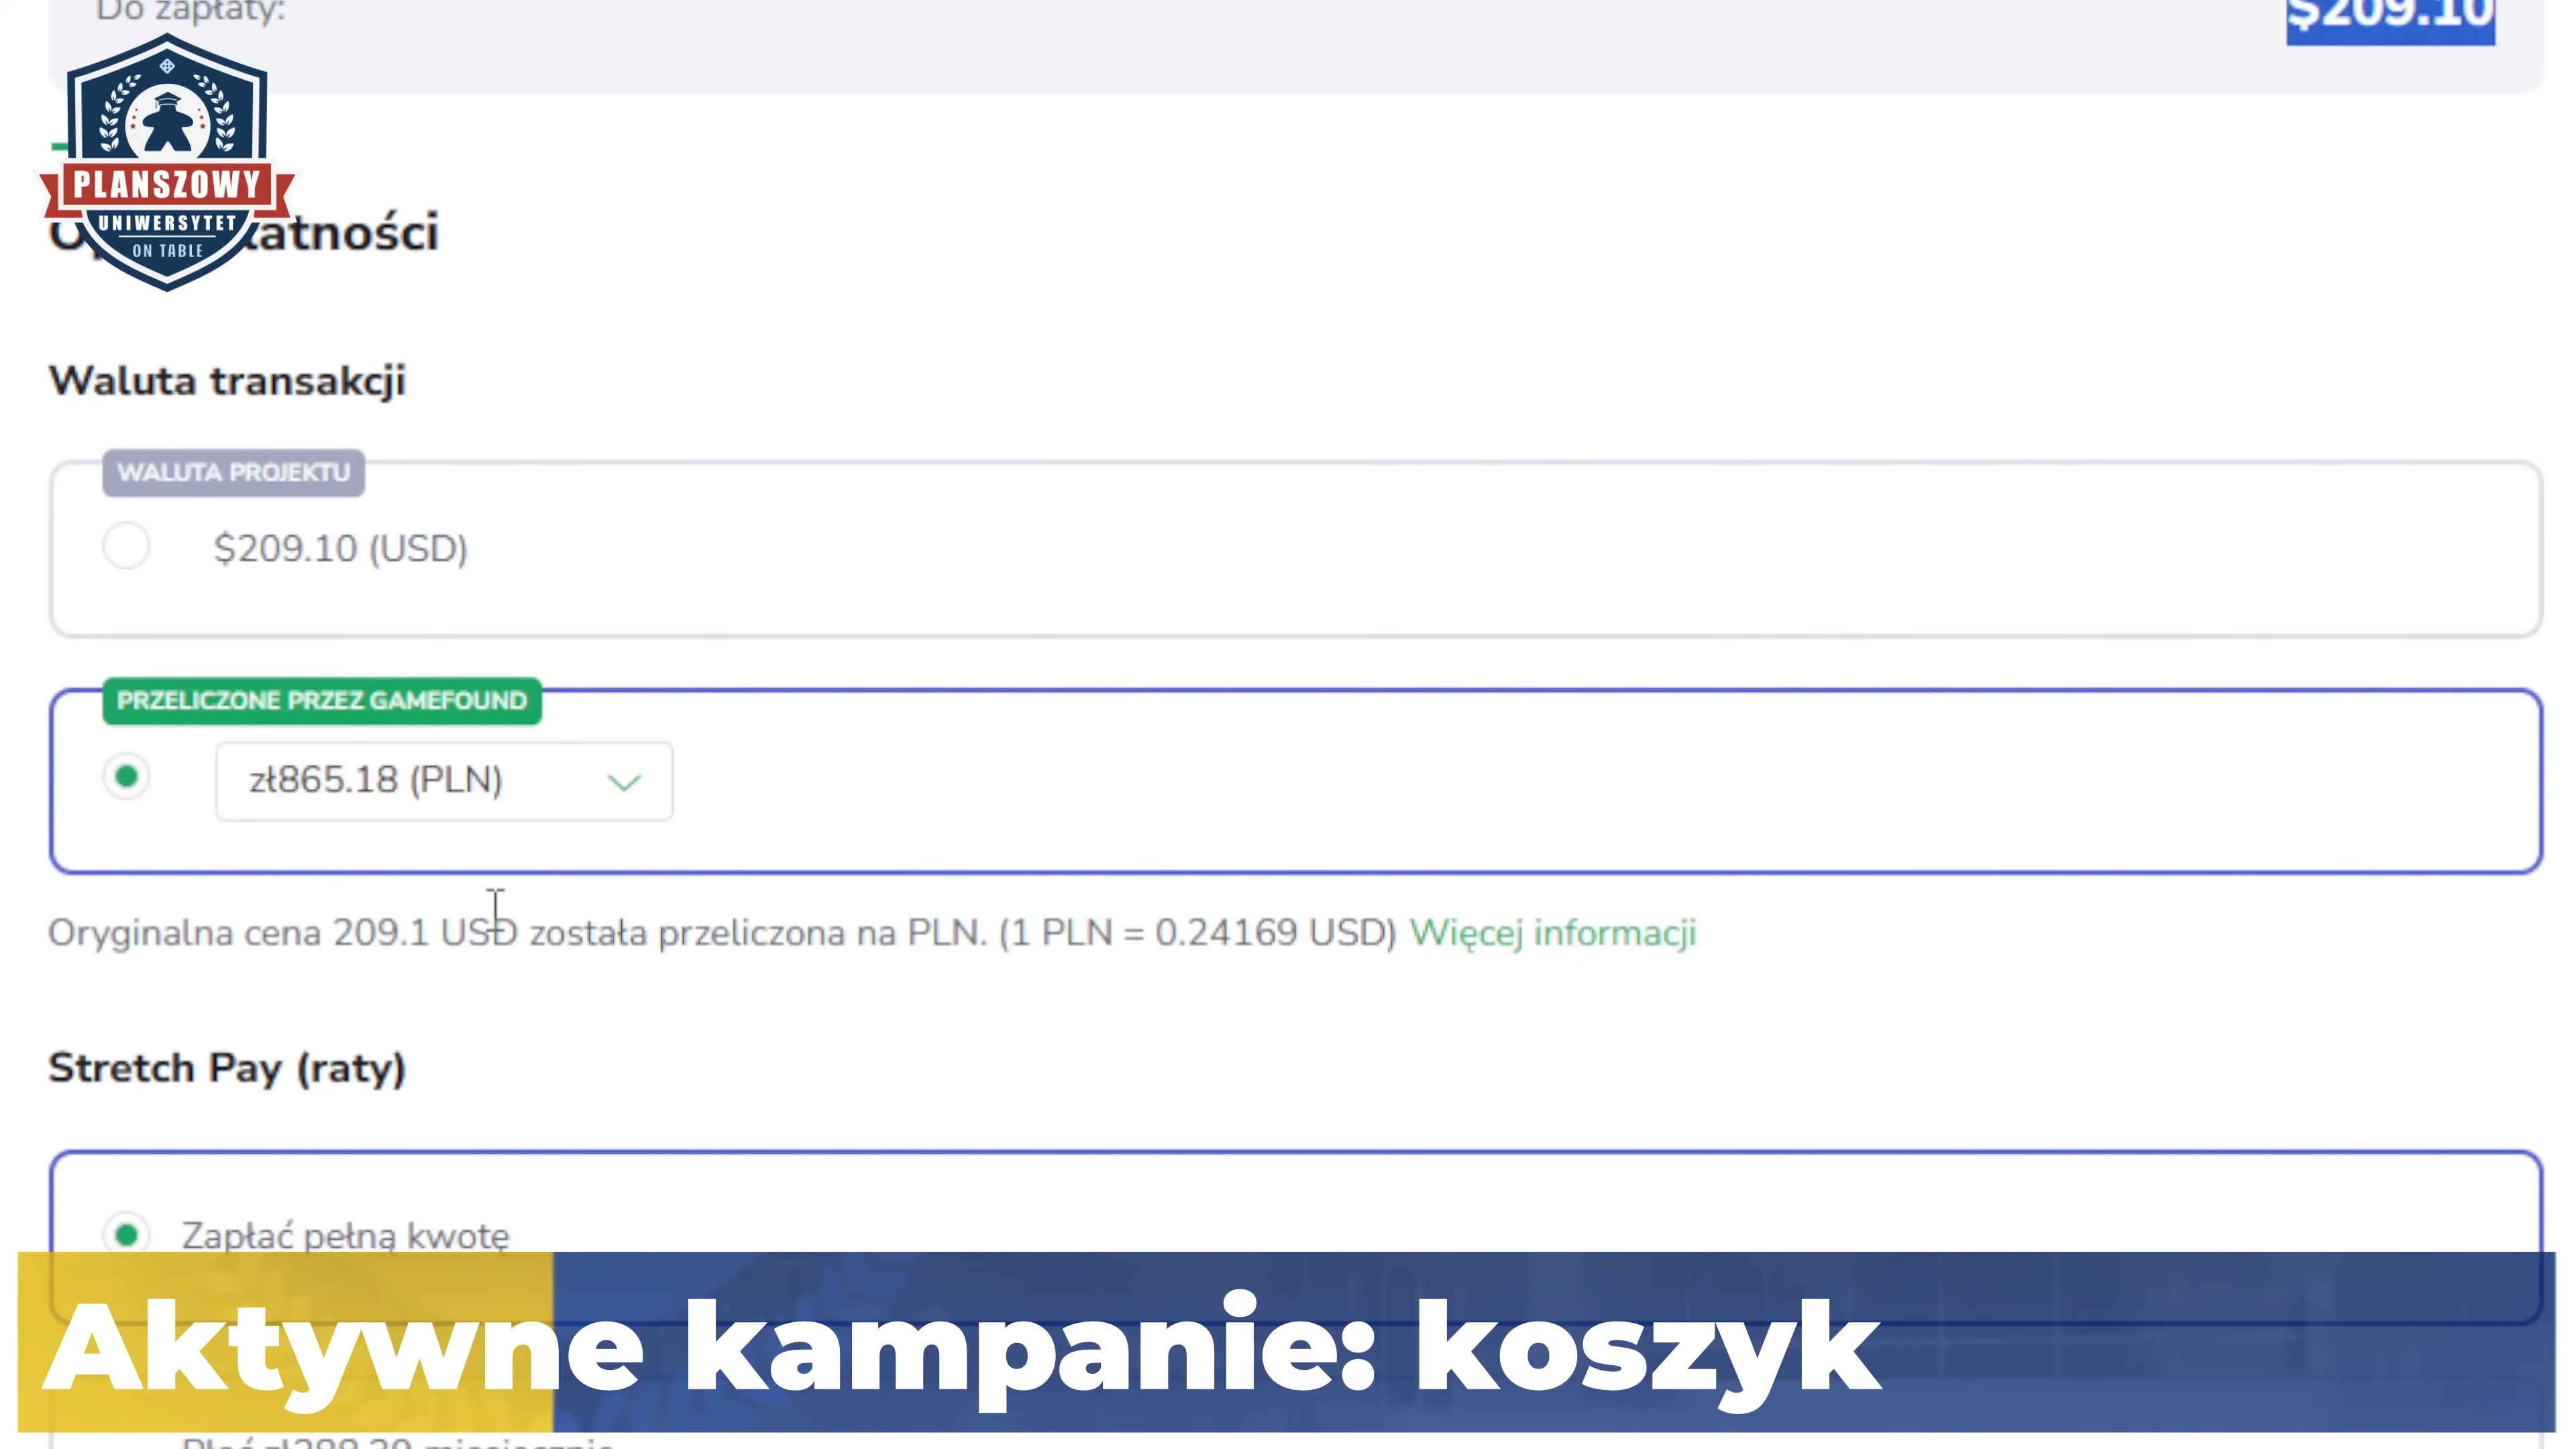 Do zapłaty:
$209.10
PLANSZOWY
UNIWERSYTET
ON TABLE
Waluta transakcji
WALUTA PROJEKTU
$209.10 (USD)
PRZELICZONE PRZEZ GAMEFOUND
zł865.18 (PLN)
Oryginalna cena 209.1 USD została przeliczona na PLN. (1 PLN = 0.24169 USD) Więcej informacji
Stretch Pay (raty)
Zapłać pełną kwotę
Aktywne kampanie: koszyk